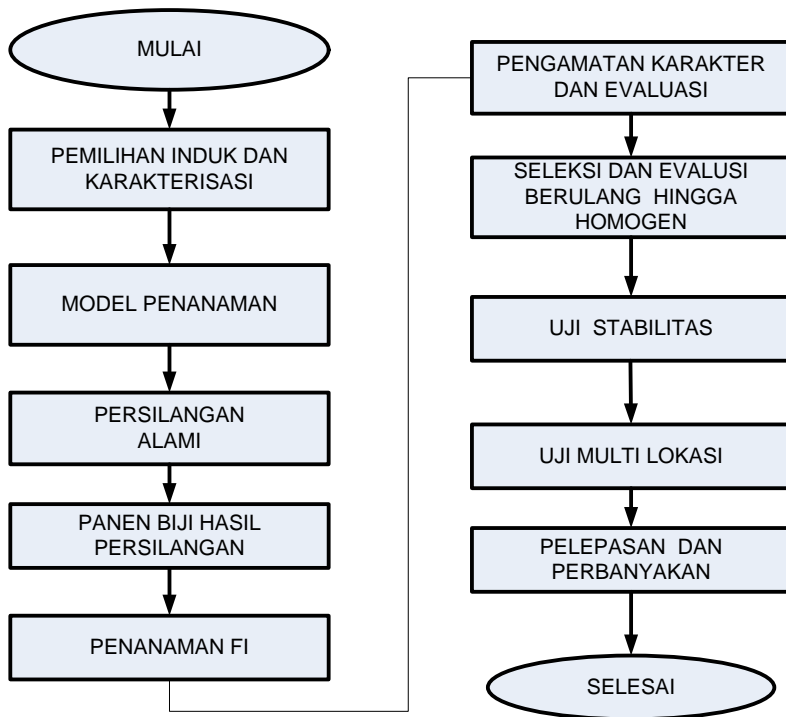 MULAI
PEMILIHAN INDUK DAN
KARAKTERISASI
MODEL PENANAMAN
PERSILANGAN
ALAMI
PANEN BIJI HASIL
PERSILANGAN
PENANAMAN FI
PENGAMATAN KARAKTER
DAN EVALUASI
SELEKSI DAN EVALUSI
BERULANG HINGGA
HOMOGEN
UJI STABILITAS
UJI MULTI LOKASI
PELEPASAN DAN
PERBANYAKAN
SELESAI